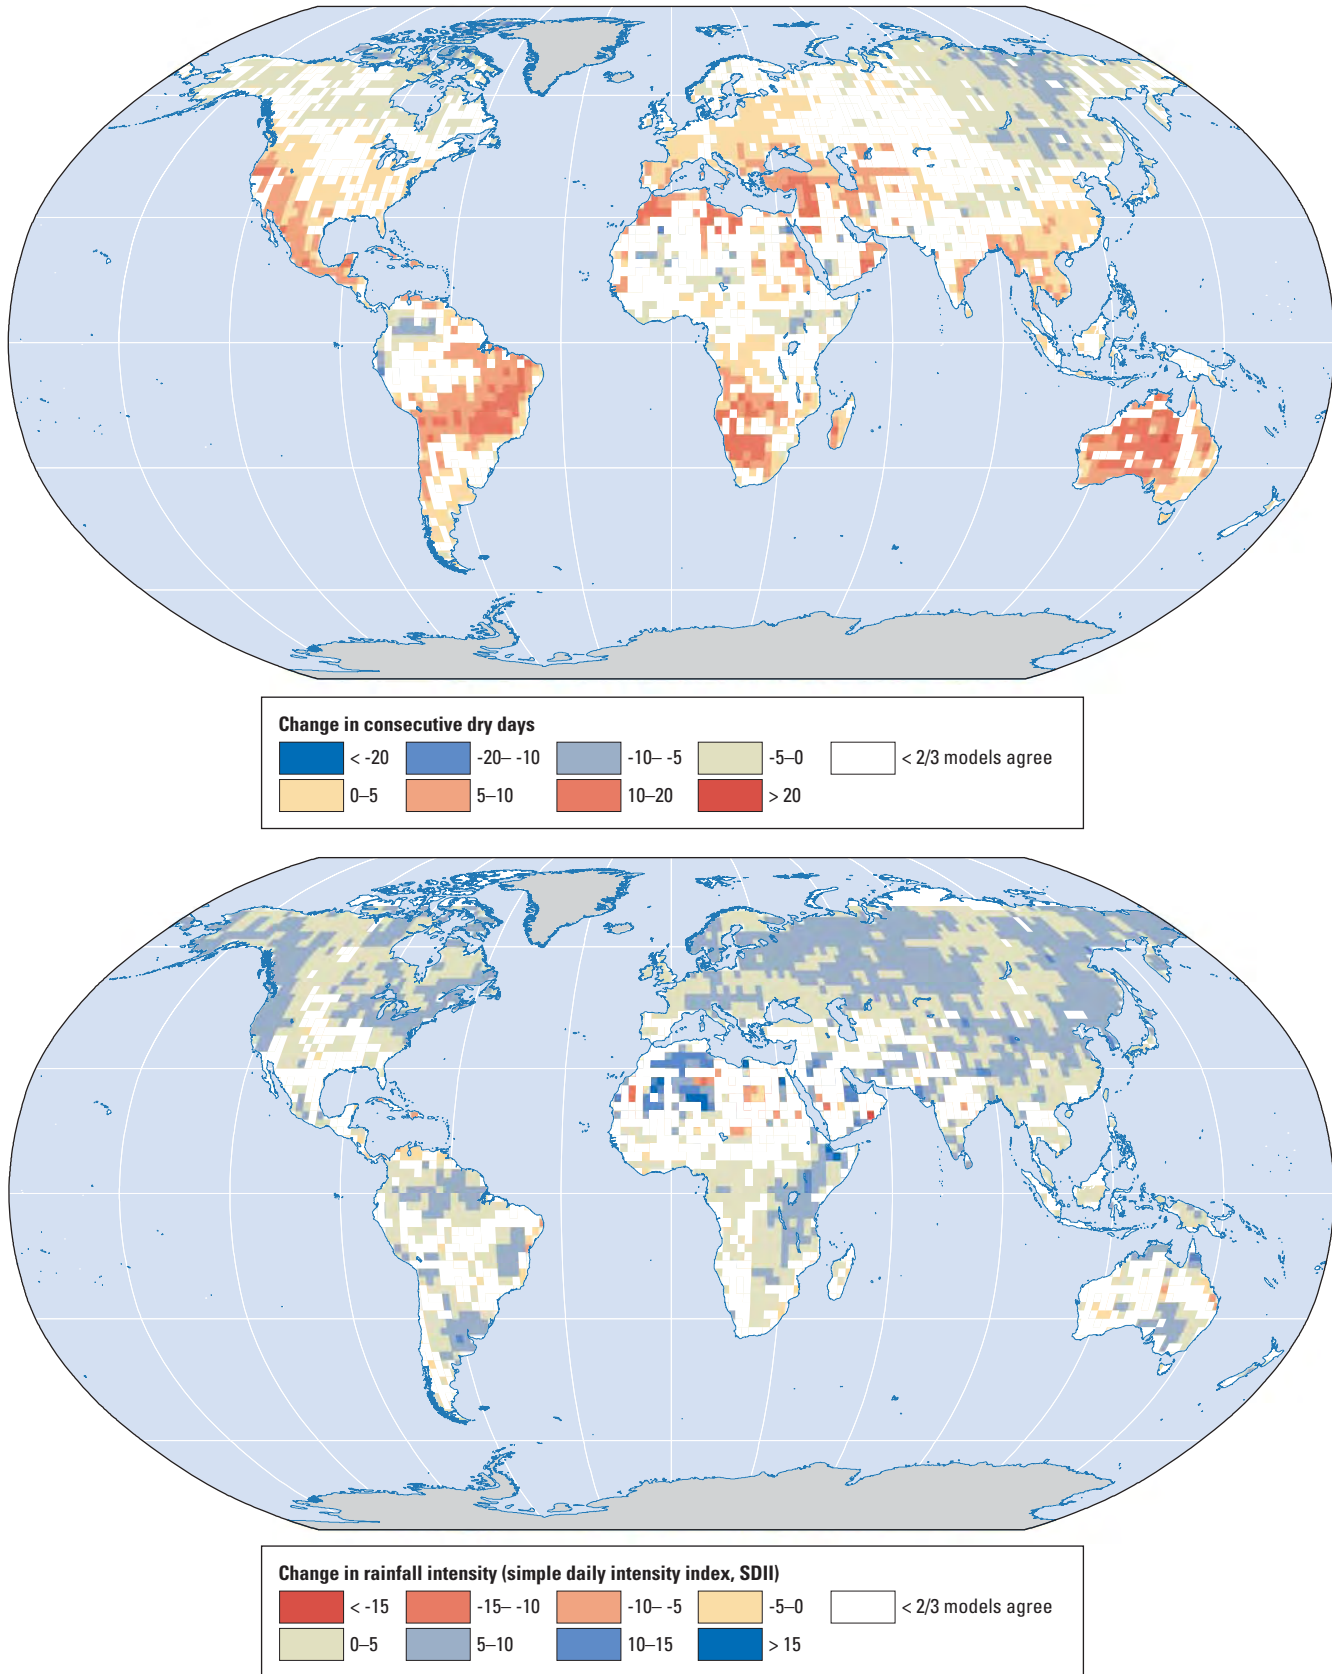 Change in consecutive dry days
< -20 -20– -10 -10– -5 -5–0 < 2/3 models agree
0–5 5–10 10–20 > 20
Change in rainfall intensity (simple daily intensity index, SDII)
< -15 -15– -10 -10– -5 -5–0 < 2/3 models agree
0–5 5–10 10–15 > 15